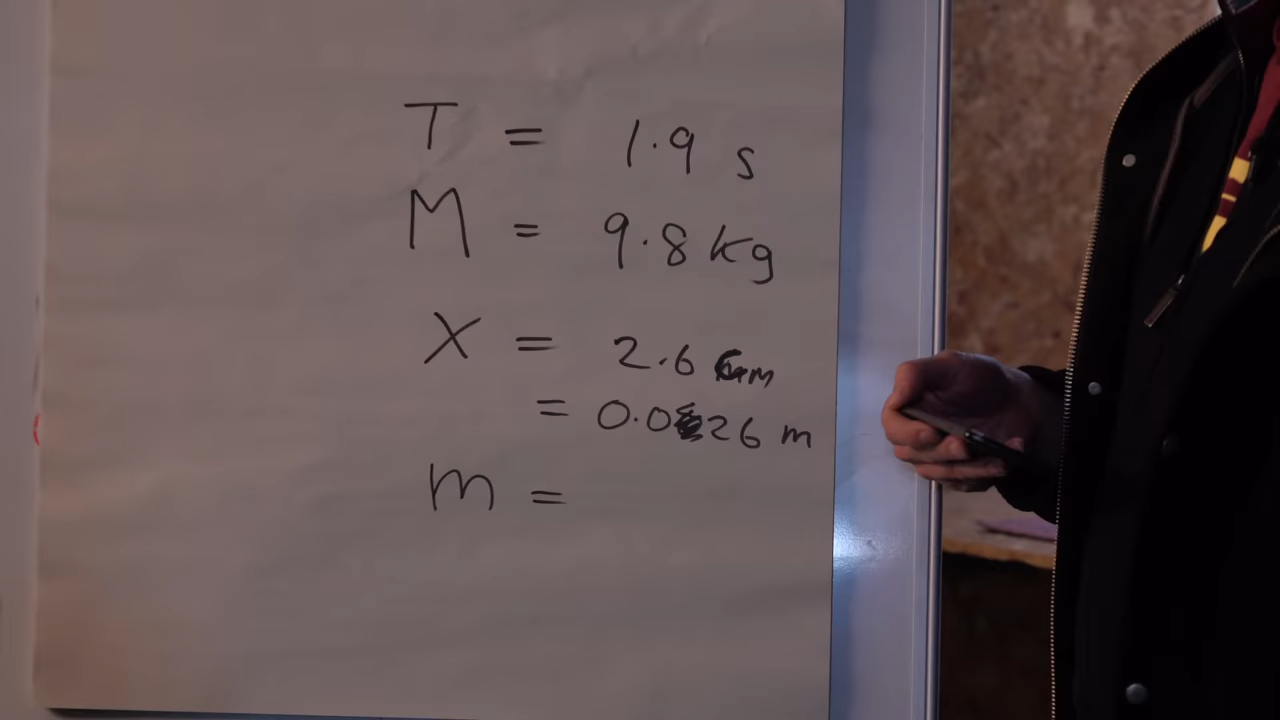 T = 1.9 s
M = 9.8 kg
X = 2.6 cm
= 0.026 m
m =